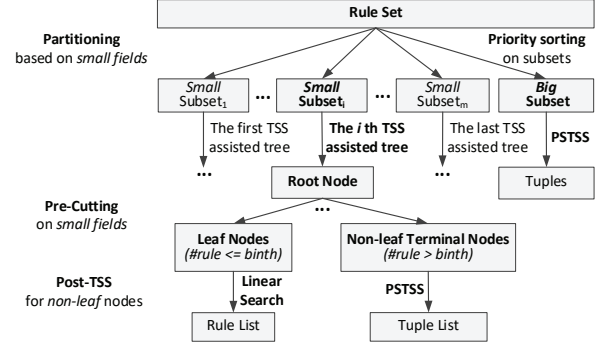 Rule Set
Partitioning
based on small fields
Priority sorting
on subsets
Small
Subset1
...
Small
Subseti
...
Small
Subsetm
Big
Subset
The first TSS
assisted tree
The i th TSS
assisted tree
The last TSS
assisted tree
PSTSS
...
Root Node
...
Tuples
Pre-Cutting
on small fields
...
Leaf Nodes
(#rule <= binth)
Non-leaf Terminal Nodes
(#rule > binth)
Post-TSS
for non-leaf nodes
Linear
Search
PSTSS
Rule List
Tuple List